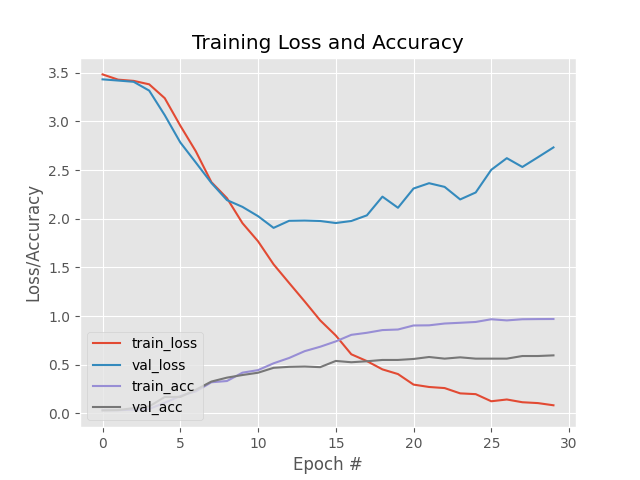 Training Loss and Accuracy
Loss/Accuracy
3.5
3.0
2.5
2.0
1.5
1.0
0.5
0.0
train_loss
val_loss
train_acc
val_acc
0 5 10 15 20 25 30
Epoch #